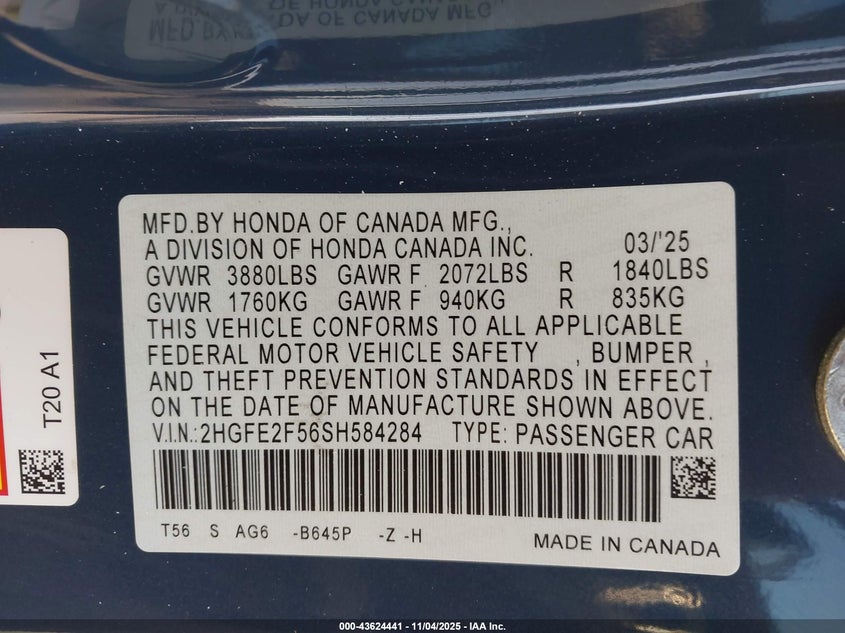 MFD.BY HONDA OF CANADA MFG.,
A DIVISION OF HONDA CANADA INC. 03/'25
GVWR 3880LBS GAWR F 2072LBS R 1840LBS
GVWR 1760KG GAWR F 940KG R 835KG
THIS VEHICLE CONFORMS TO ALL APPLICABLE
FEDERAL MOTOR VEHICLE SAFETY , BUMPER ,
AND THEFT PREVENTION STANDARDS IN EFFECT
ON THE DATE OF MANUFACTURE SHOWN ABOVE.
V.I.N.:2HGFE2F56SH584284 TYPE: PASSENGER CAR
T56 S AG6 -B645P -Z -H
MADE IN CANADA
T20 A1
000-43624441 - 11/04/2025 - IAA Inc.